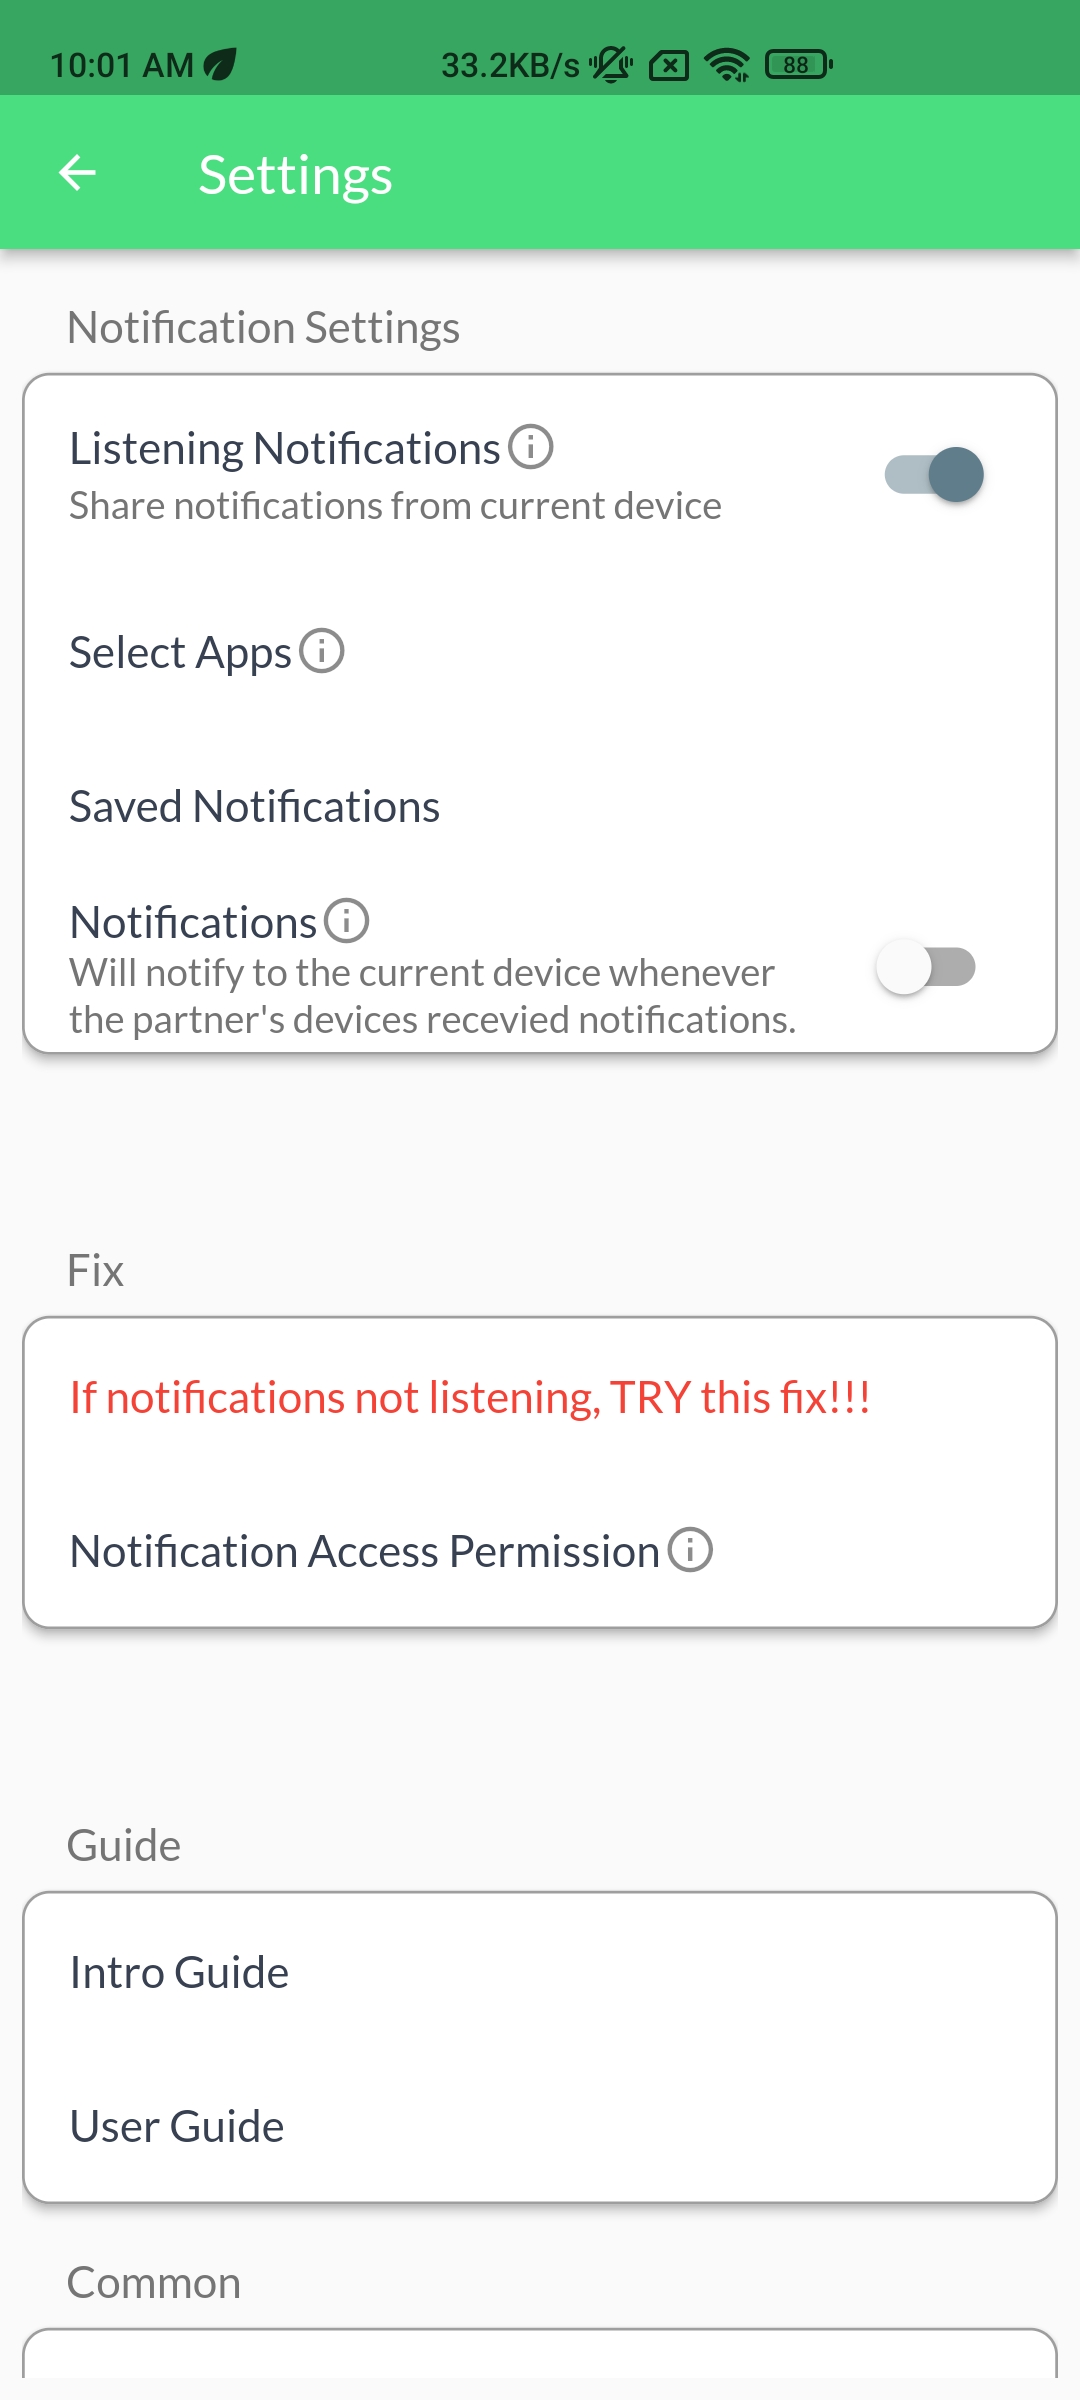 10:01 AM 33.2KB/s 88
Settings
Notification Settings
Listening Notifications
Share notifications from current device
Select Apps
Saved Notifications
Notifications
Will notify to the current device whenever
the partner's devices recevied notifications.
Fix
If notifications not listening, TRY this fix!!!
Notification Access Permission
Guide
Intro Guide
User Guide
Common